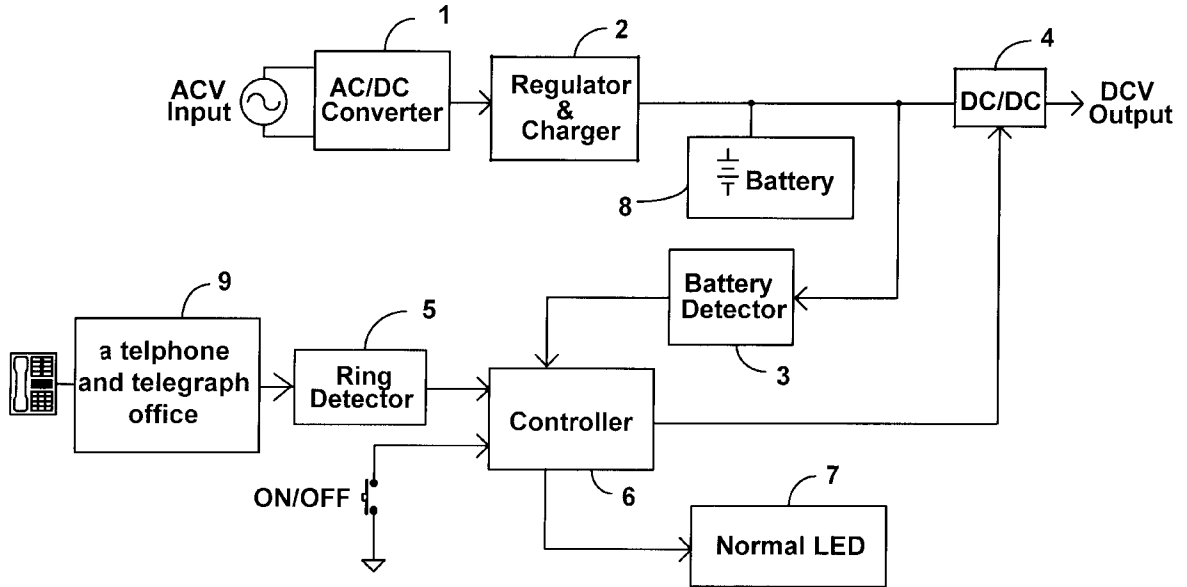 1
2
4
ACV
Input
AC/DC
Converter
Regulator
&
Charger
DC/DC
DCV
Output
Battery
8
9
5
Battery
Detector
3
a telphone
and telegraph
office
Ring
Detector
Controller
6
ON/OFF
7
Normal LED